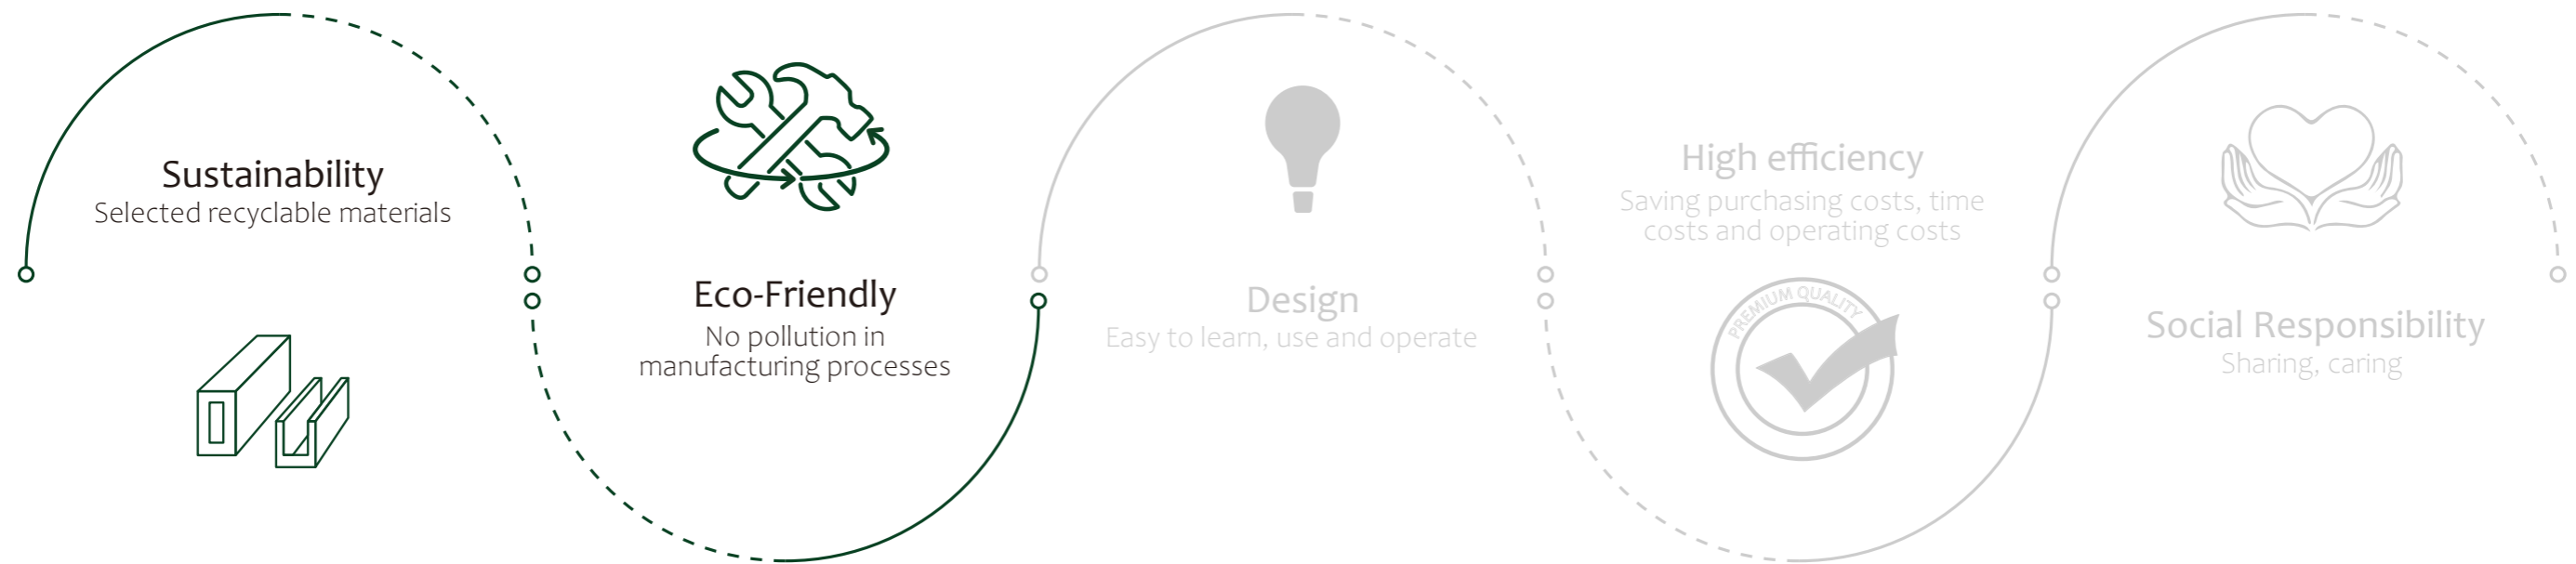 Sustainability
Selected recyclable materials
Eco-Friendly
No pollution in
manufacturing processes
Design
Easy to learn, use and operate
High efficiency
Saving purchasing costs, time
costs and operating costs
PREMIUM QUALITY
Social Responsibility
Sharing, caring